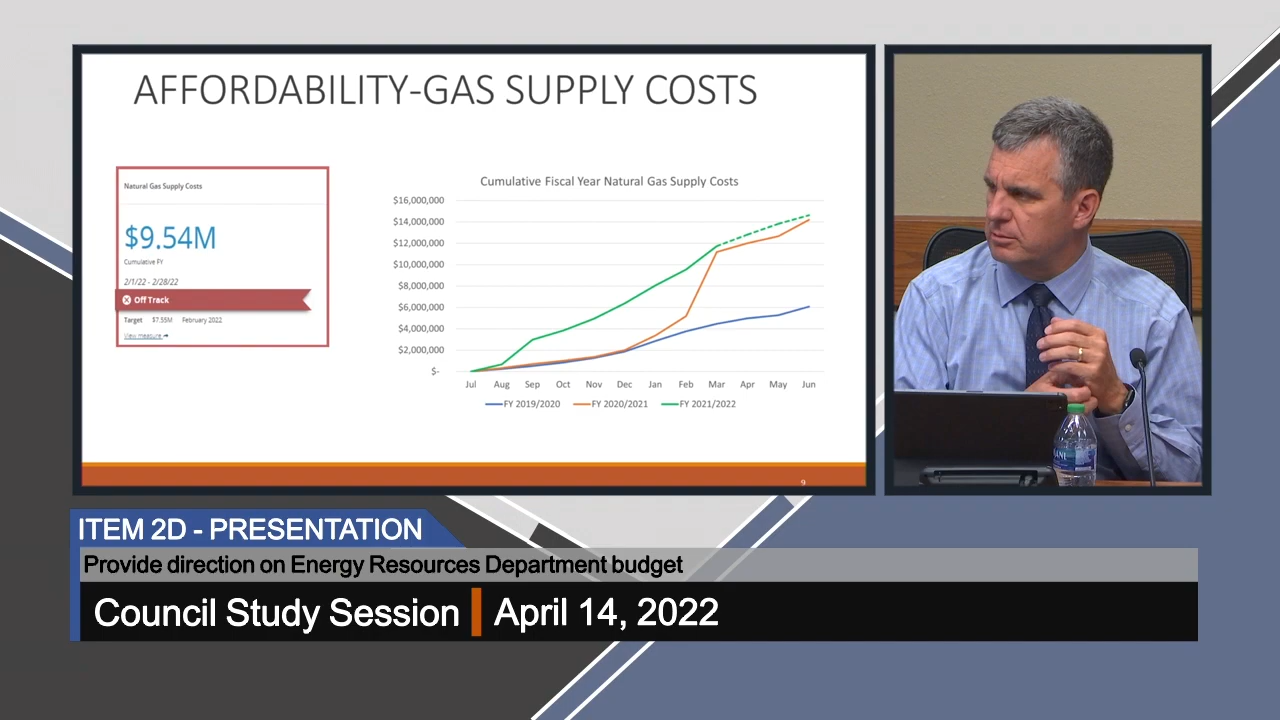 AFFORDABILITY-GAS SUPPLY COSTS
Natural Gas Supply Costs
$9.54M
Cumulative FY
2/1/22 - 2/28/22
Off Track
Target $7.55M February 2022
View measure
Cumulative Fiscal Year Natural Gas Supply Costs
$16,000,000
$14,000,000
$12,000,000
$10,000,000
$8,000,000
$6,000,000
$4,000,000
$2,000,000
$-
Jul Aug Sep Oct Nov Dec Jan Feb Mar Apr May Jun
FY 2019/2020 FY 2020/2021 FY 2021/2022
9
ITEM 2D - PRESENTATION
Provide direction on Energy Resources Department budget
Council Study Session April 14, 2022